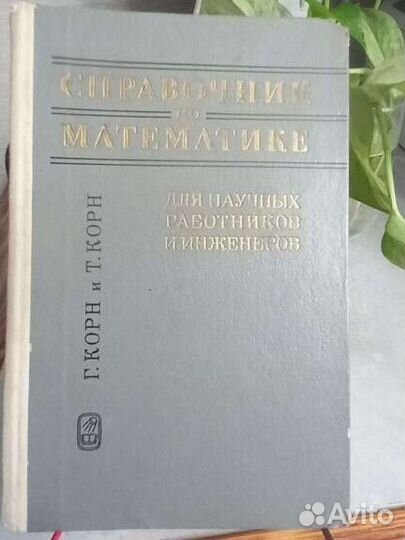 СПРАВОЧНИК
ПО
МАТЕМАТИКЕ
ДЛЯ НАУЧНЫХ
РАБОТНИКОВ
И ИНЖЕНЕРОВ
Г. КОРН и Т. КОРН
Avito